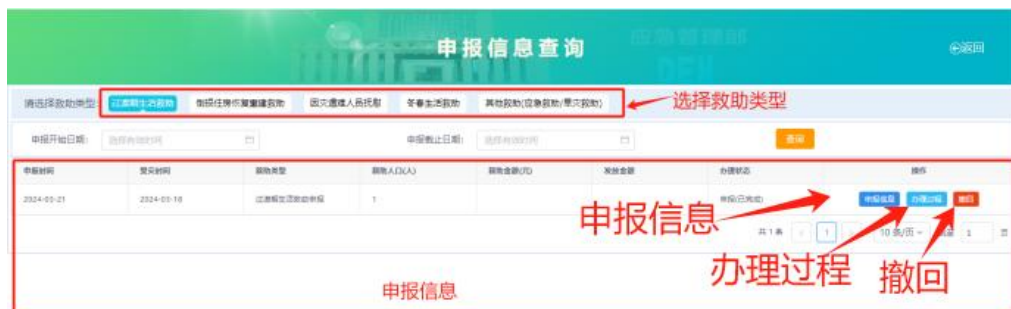 申报信息查询
返回
请选择救助类型: 过渡期生活救助 倒损住房恢复重建救助 因灾遇难人员抚慰 冬春生活救助 其他救助(应急救助/旱灾救助) 选择救助类型
申报开始日期: 选择有效时间 申报截止日期: 选择有效时间 查询
申报时间 受灾时间 救助类型 救助人口(人) 救助金额(元) 发放金额 办理状态 操作
2024-03-18 过渡期生活救助申报 1 申报(已完成) 申报信息 办理过程 撤回
申报信息
共1条 1 10条/页 1 页
办理过程
撤回
申报信息